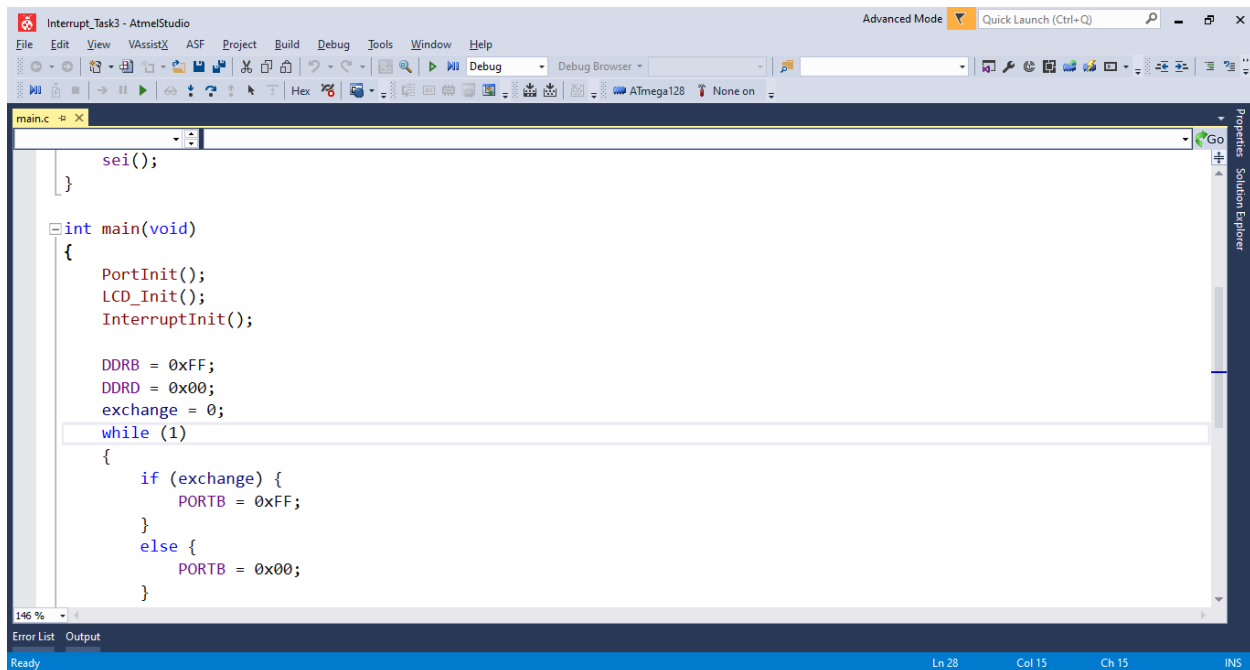 Interrupt_Task3 - AtmelStudio
Advanced Mode Quick Launch (Ctrl+Q)
File Edit View VAssistX ASF Project Build Debug Tools Window Help
Debug Debug Browser
Hex ATmega128 None on
main.c
Go
sei();
}
int main(void)
{
PortInit();
LCD_Init();
InterruptInit();
DDRB = 0xFF;
DDRD = 0x00;
exchange = 0;
while (1)
{
if (exchange) {
PORTB = 0xFF;
}
else {
PORTB = 0x00;
}
146 %
Error List Output
Ready Ln 28 Col 15 Ch 15 INS
Properties
Solution Explorer